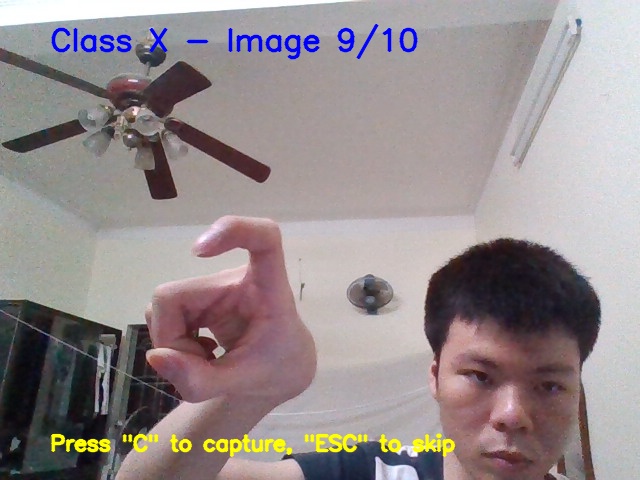 Class X - Image 9/10
Press "C" to capture, "ESC" to skip